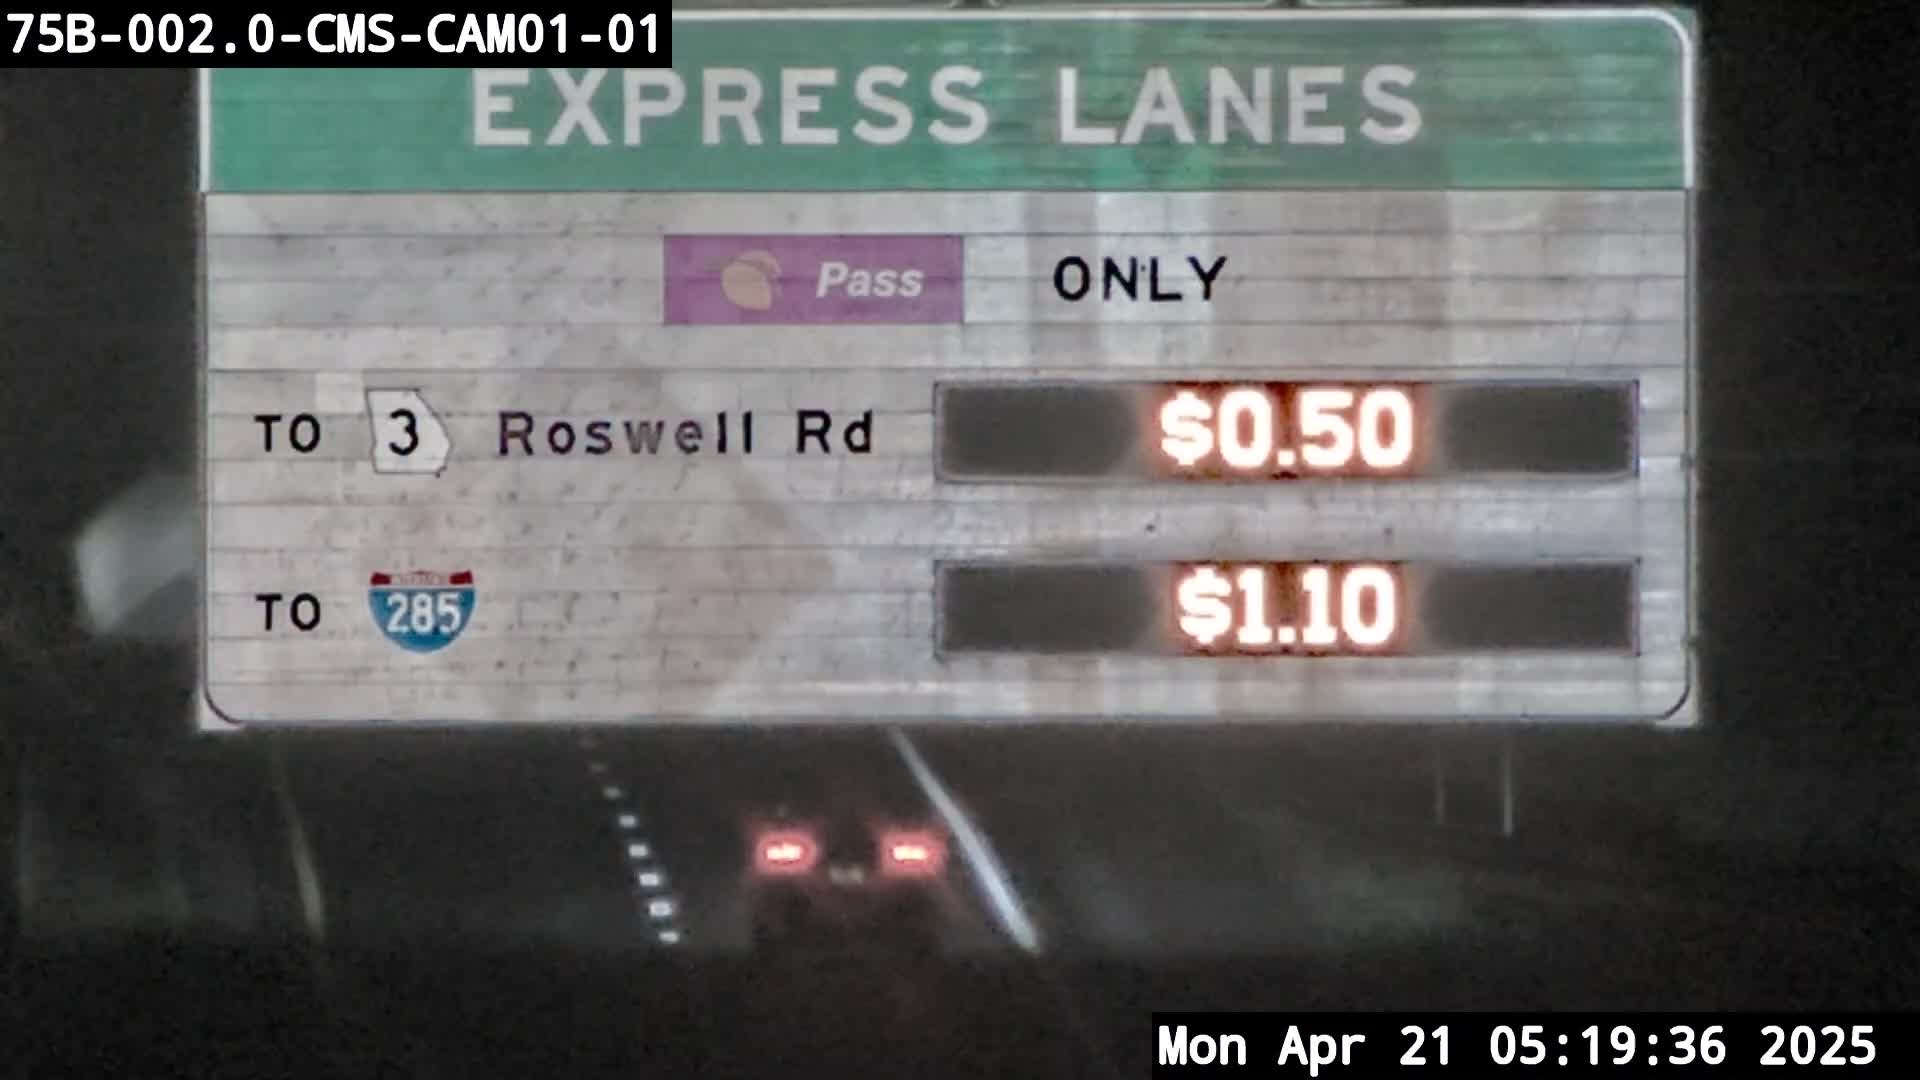 75B-002.0-CMS-CAM01-01
EXPRESS LANES
Pass ONLY
TO 3 Roswell Rd $0.50
TO 285 $1.10
Mon Apr 21 05:19:36 2025